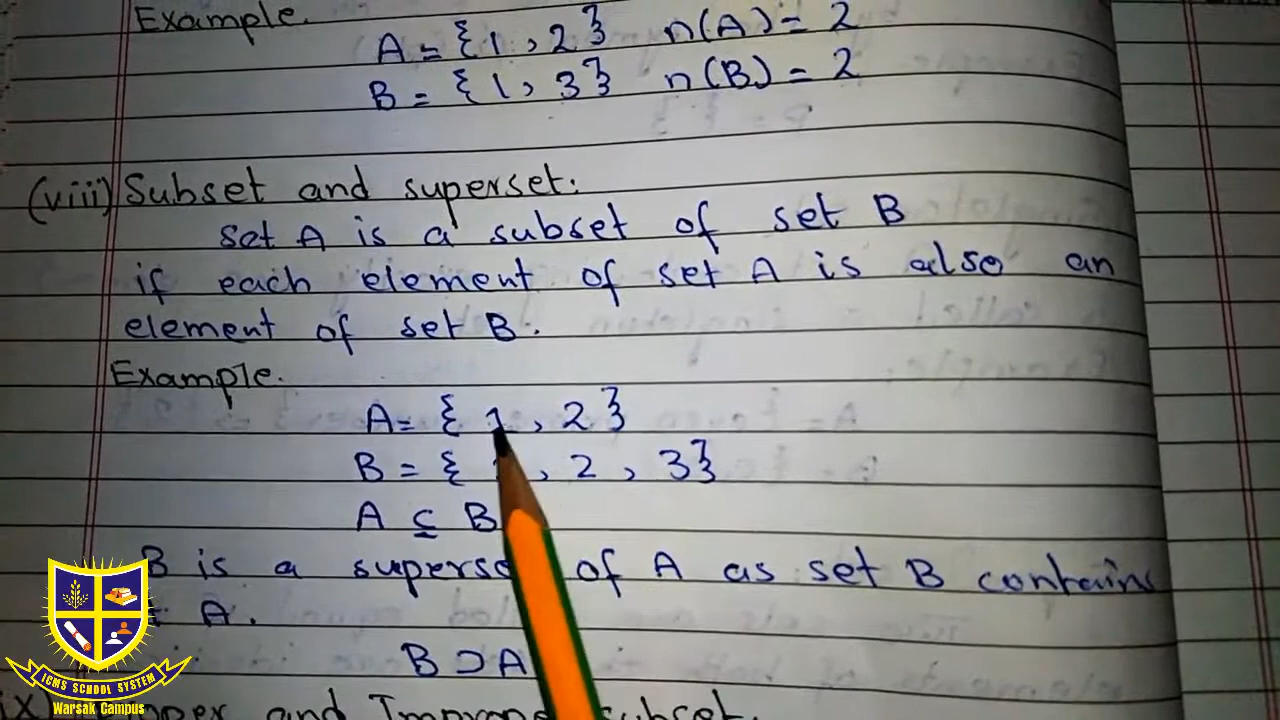 Example.
A = {1, 2} n(A) = 2
B = {1, 3} n(B) = 2
(viii) Subset and superset:
set A is a subset of set B
if each element of set A is also an
element of set B.
Example.
A = {1, 2}
B = { , 2, 3}
A ⊆ B
B is a of A as set B contains
A.
B ⊃ A
and subset.
ICMS SCHOOL SYSTEM
Warsak Campus